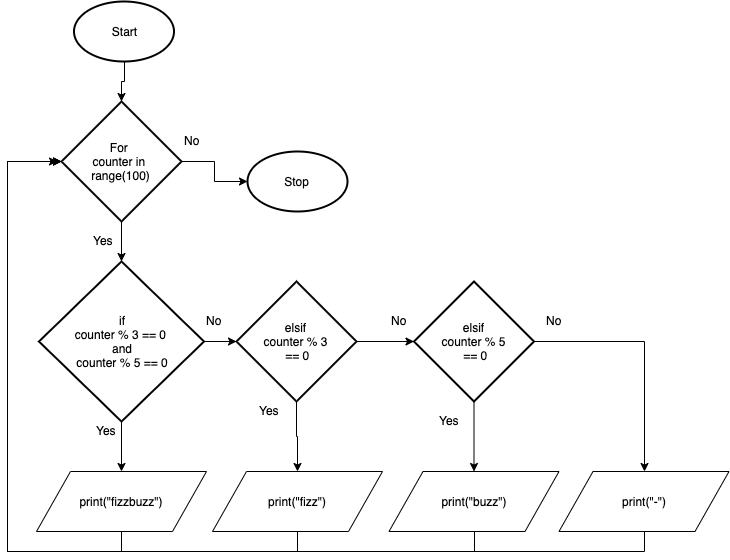 Start
For
counter in
range(100)
No
Stop
Yes
if
counter % 3 == 0
and
counter % 5 == 0
No
elsif
counter % 3
== 0
No
elsif
counter % 5
== 0
No
Yes
Yes
Yes
print("fizzbuzz")
print("fizz")
print("buzz")
print("-")